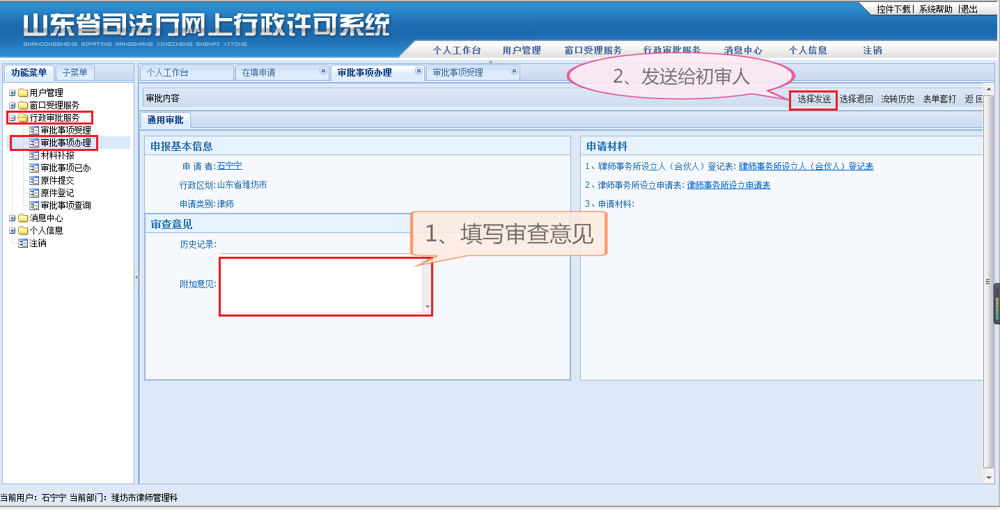 控件下载| 系统帮助 |退出
山东省司法厅网上行政许可系统
SHANDONGSHENG SIFATING WANGSHANG XINGZHENG SHENPI XITONG
个人工作台 用户管理 窗口受理服务 行政审批服务 消息中心 个人信息 注销
功能菜单 子菜单
个人工作台 在填申请 审批事项办理 审批事项受理
2、发送给初审人
用户管理
窗口受理服务
行政审批服务
审批事项受理
审批事项办理
材料补报
审批事项已办
原件提交
原件登记
审批事项查询
消息中心
个人信息
注销
审批内容
选择发送 选择退回 流转历史 表单套打 返 回
通用审批
申报基本信息
申 请 者:石宁宁
行政区划:山东省潍坊市
申请类别:律师
审查意见
历史记录:
附加意见:
1、填写审查意见
申请材料
1、律师事务所设立人（合伙人）登记表: 律师事务所设立人（合伙人）登记表
2、律师事务所设立申请表: 律师事务所设立申请表
3、申请材料:
当前用户：石宁宁 当前部门：潍坊市律师管理科